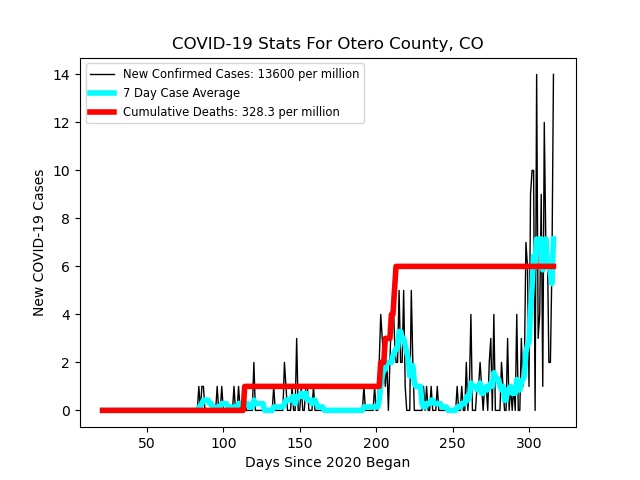 COVID-19 Stats For Otero County, CO
New Confirmed Cases: 13600 per million
7 Day Case Average
Cumulative Deaths: 328.3 per million
New COVID-19 Cases
14
12
10
8
6
4
2
0
50 100 150 200 250 300
Days Since 2020 Began